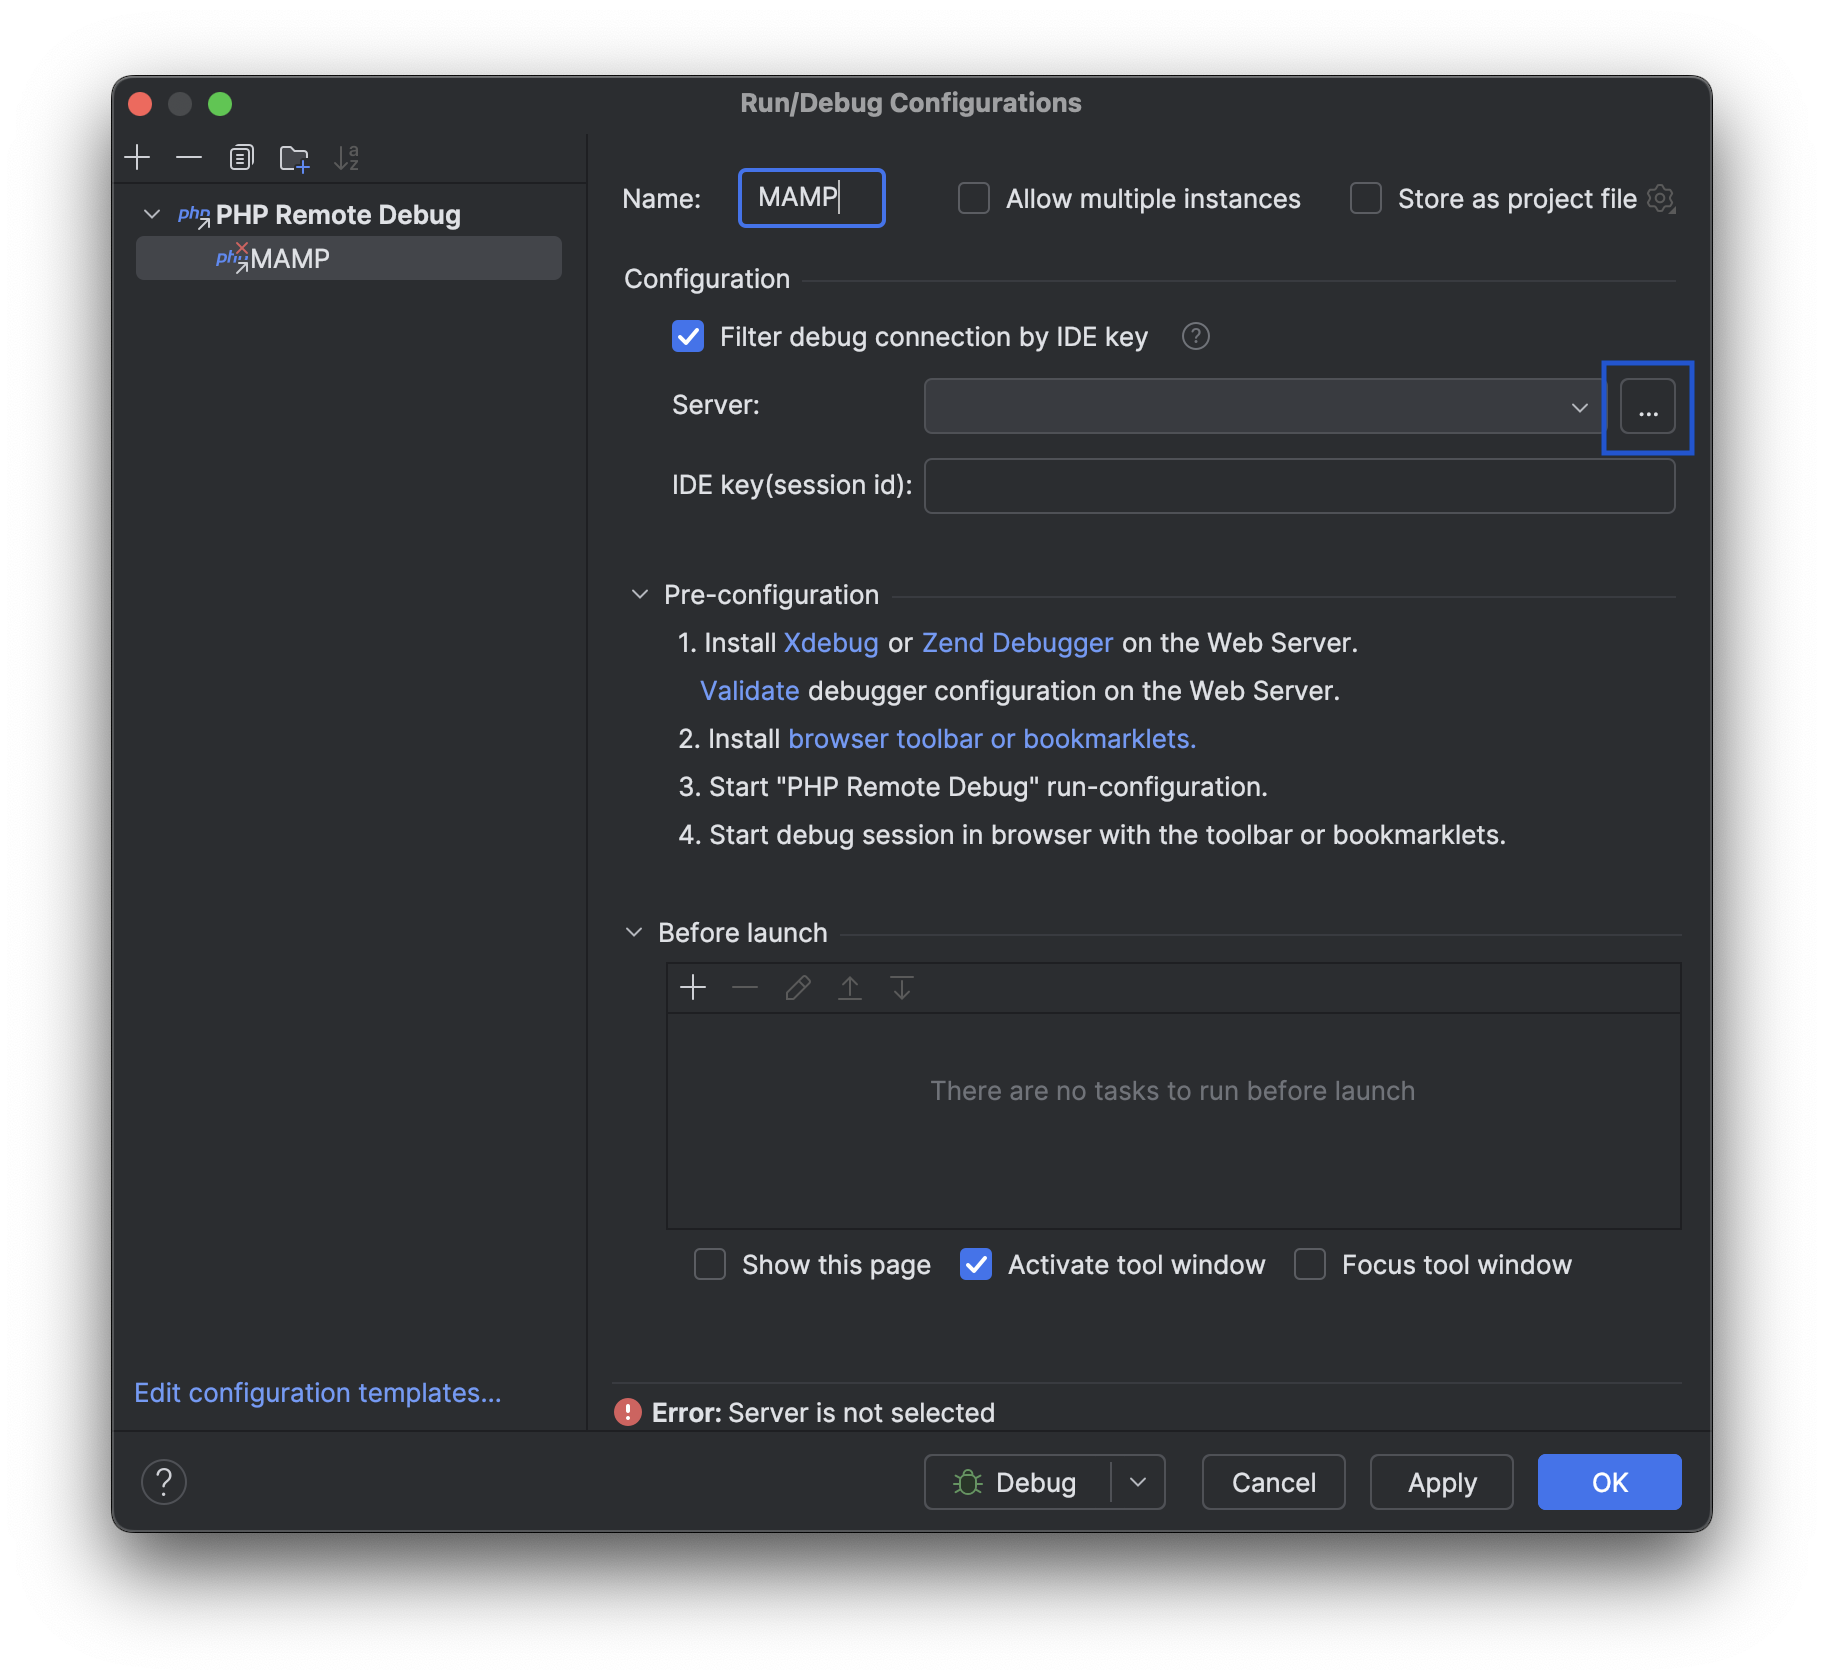 Run/Debug Configurations
PHP Remote Debug
MAMP
Edit configuration templates...
Name: MAMP Allow multiple instances Store as project file
Configuration
Filter debug connection by IDE key ?
Server: ...
IDE key(session id):
Pre-configuration
1. Install Xdebug or Zend Debugger on the Web Server.
Validate debugger configuration on the Web Server.
2. Install browser toolbar or bookmarklets.
3. Start "PHP Remote Debug" run-configuration.
4. Start debug session in browser with the toolbar or bookmarklets.
Before launch
There are no tasks to run before launch
Show this page Activate tool window Focus tool window
Error: Server is not selected
? Debug Cancel Apply OK